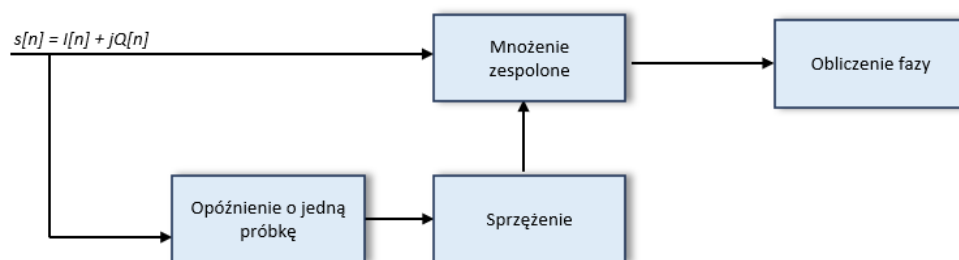 s[n] = I[n] + jQ[n]
Mnożenie
zespolone
Obliczenie fazy
Opóźnienie o jedną
próbkę
Sprzężenie